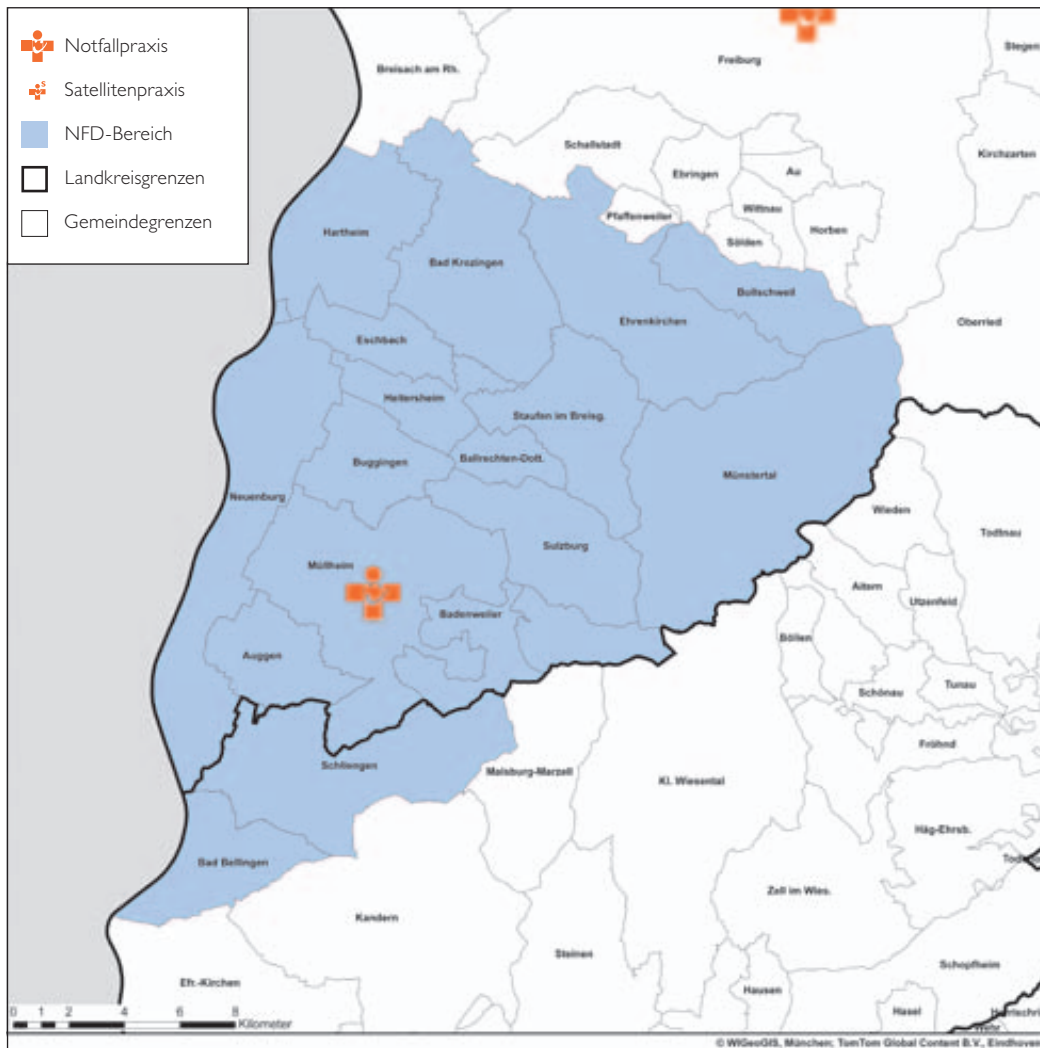 Notfallpraxis
S
Satellitenpraxis
NFD-Bereich
Landkreisgrenzen
Gemeindegrenzen
Breisach am Rh.
Freiburg
Stegen
Schallstadt
Ebringen
Au
Kirchzarten
Pfaffenweiler
Wittnau
Horben
Sölden
Hartheim
Bad Krozingen
Bollschweil
Ehrenkirchen
Oberried
Eschbach
Heitersheim
Staufen im Breisg.
Buggingen
Ballrechten-Dott.
Münstertal
Neuenburg
Wieden
Todtnau
Sulzburg
Müllheim
Aitern
Utzenfeld
Badenweiler
Böllen
Auggen
Schönau
Tunau
Fröhnd
Schliengen
Malsburg-Marzell
Kl. Wiesental
Häg-Ehrsb.
Bad Bellingen
Zell im Wies.
Kandern
Steinen
Schopfheim
Efr.-Kirchen
Hausen
Hasel
Wehr
0 2 4 6 8
Kilometer
© WIGeoGIS, München; TomTom Global Content B.V., Eindhoven